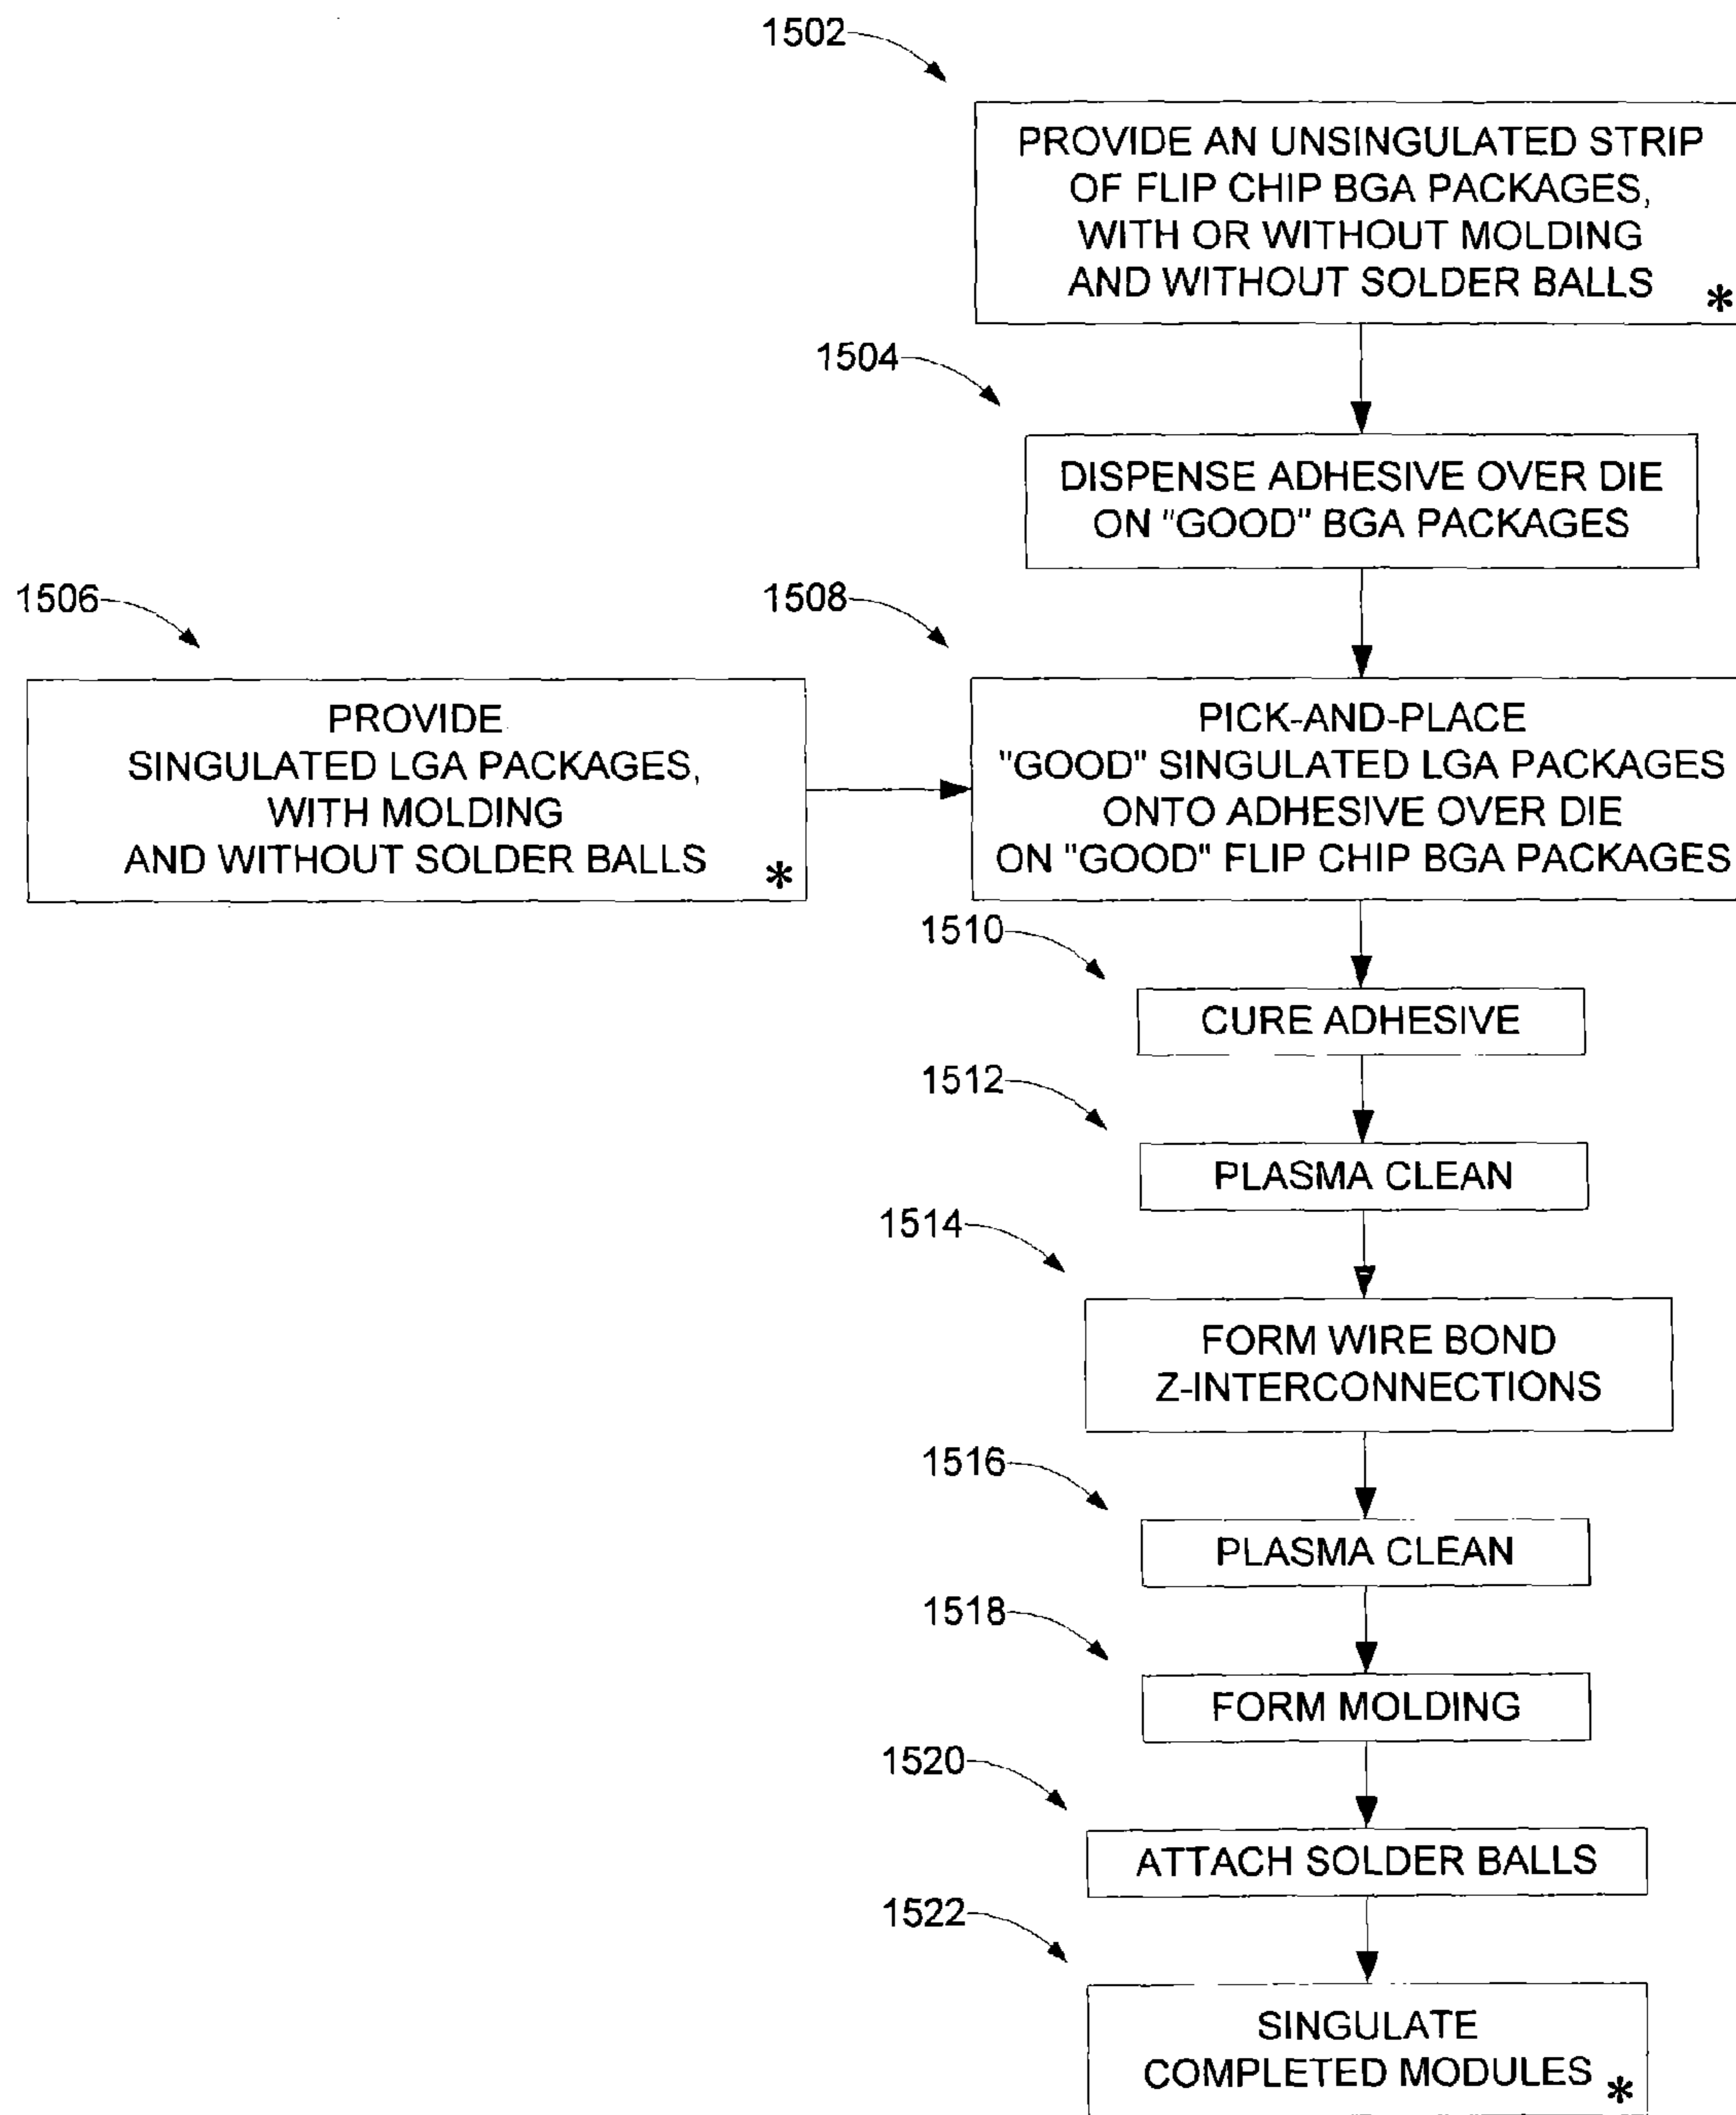 1502
PROVIDE AN UNSINGULATED STRIP
OF FLIP CHIP BGA PACKAGES,
WITH OR WITHOUT MOLDING
AND WITHOUT SOLDER BALLS *
1504
DISPENSE ADHESIVE OVER DIE
ON "GOOD" BGA PACKAGES
1506
PROVIDE
SINGULATED LGA PACKAGES,
WITH MOLDING
AND WITHOUT SOLDER BALLS *
1508
PICK-AND-PLACE
"GOOD" SINGULATED LGA PACKAGES
ONTO ADHESIVE OVER DIE
ON "GOOD" FLIP CHIP BGA PACKAGES
1510
CURE ADHESIVE
1512
PLASMA CLEAN
1514
FORM WIRE BOND
Z-INTERCONNECTIONS
1516
PLASMA CLEAN
1518
FORM MOLDING
1520
ATTACH SOLDER BALLS
1522
SINGULATE
COMPLETED MODULES *